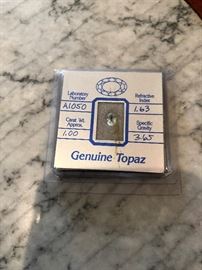 Laboratory Number
Refractive Index
A1050
1.63
Carat Wt. Approx.
Specific Gravity
1.00
3.65
Genuine Topaz